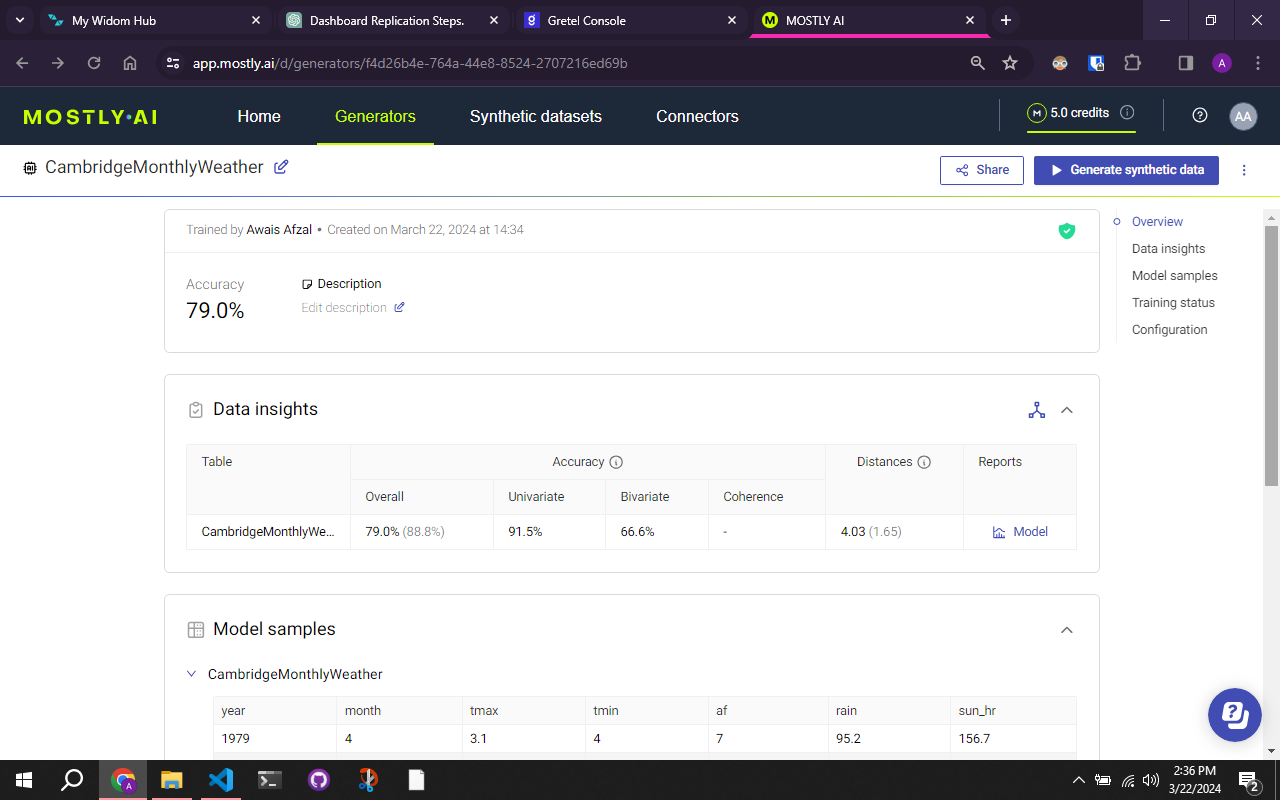 My Widom Hub
Dashboard Replication Steps.
Gretel Console
MOSTLY AI
app.mostly.ai/d/generators/f4d26b4e-764a-44e8-8524-2707216ed69b
A
MOSTLY·AI
Home
Generators
Synthetic datasets
Connectors
M 5.0 credits
AA
CambridgeMonthlyWeather
Share
Generate synthetic data
Trained by Awais Afzal • Created on March 22, 2024 at 14:34
Accuracy
79.0%
Description
Edit description
Overview
Data insights
Model samples
Training status
Configuration
Data insights
Table Accuracy Distances Reports
Overall Univariate Bivariate Coherence
CambridgeMonthlyWe... 79.0% (88.8%) 91.5% 66.6% - 4.03 (1.65) Model
Model samples
CambridgeMonthlyWeather
year month tmax tmin af rain sun_hr
1979 4 3.1 4 7 95.2 156.7
2:36 PM
3/22/2024
2